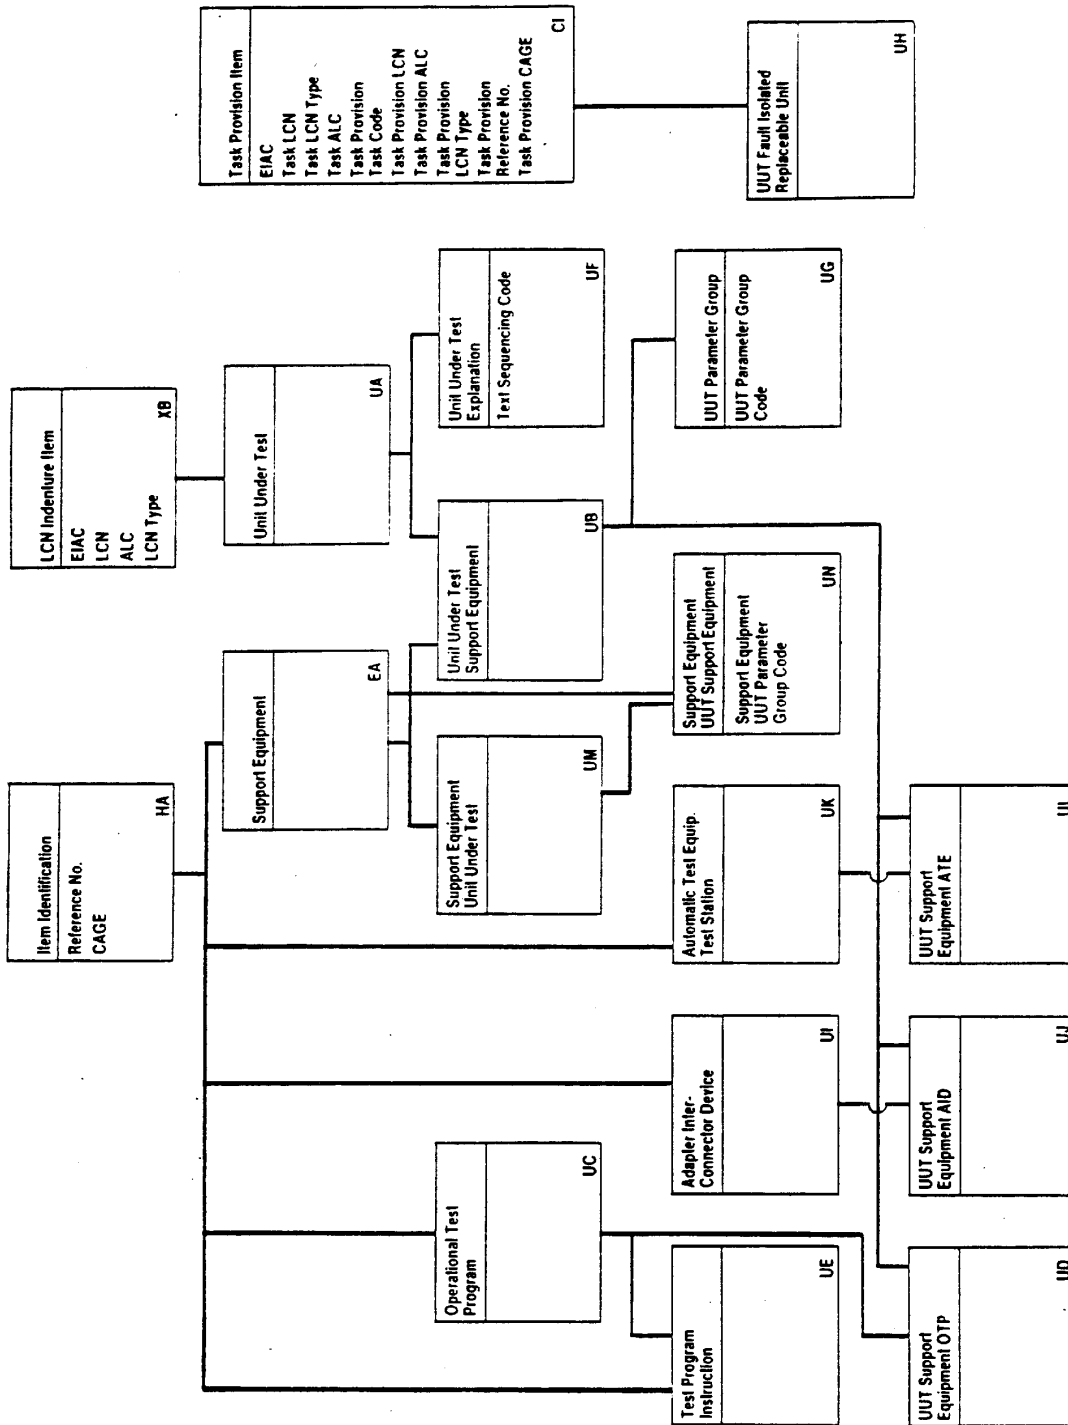 Item Identification
Reference No.
CAGE
HA
LCN Indenture Item
EIAC
LCN
ALC
LCN Type
XB
Task Provision Item
EIAC
Task LCN
Task LCN Type
Task ALC
Task Provision
Task Code
Task Provision LCN
Task Provision ALC
Task Provision
LCN Type
Task Provision
Reference No.
Task Provision CAGE
CI
Support Equipment
EA
Unit Under Test
UA
Operational Test
Program
UC
Support Equipment
Unit Under Test
UM
Unit Under Test
Support Equipment
UB
Unit Under Test
Explanation
Text Sequencing Code
UF
Test Program
Instruction
UE
Adapter Inter-
Connector Device
UI
Automatic Test Equip.
Test Station
UK
Support Equipment
UUT Support Equipment
Support Equipment
UUT Parameter
Group Code
UN
UUT Parameter Group
UUT Parameter Group
Code
UG
UUT Fault Isolated
Replaceable Unit
UH
UUT Support
Equipment OTP
UD
UUT Support
Equipment AID
UJ
UUT Support
Equipment ATE
UL